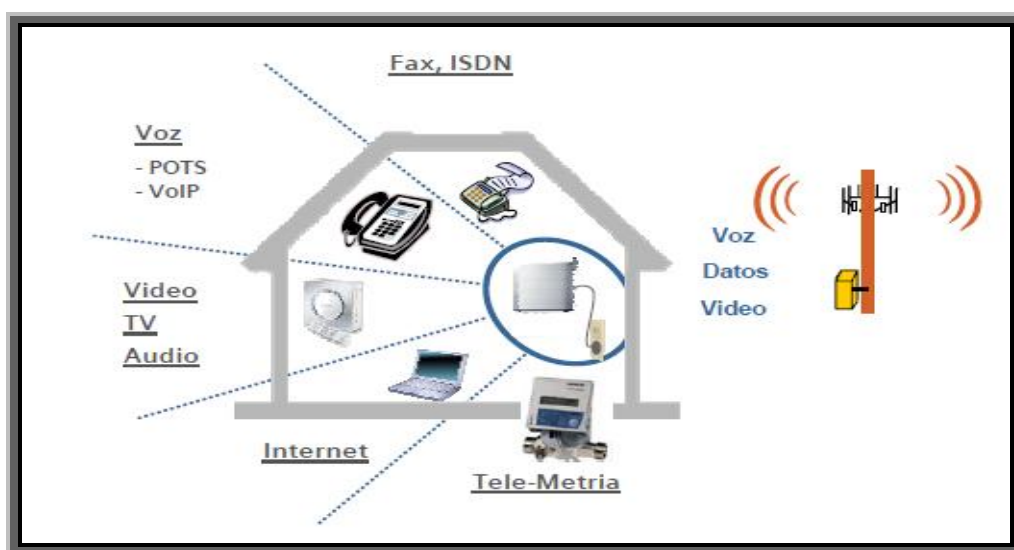 Fax, ISDN
Voz
- POTS
- VoIP
Video
TV
Audio
Internet
Tele-Metria
Voz
Datos
Video